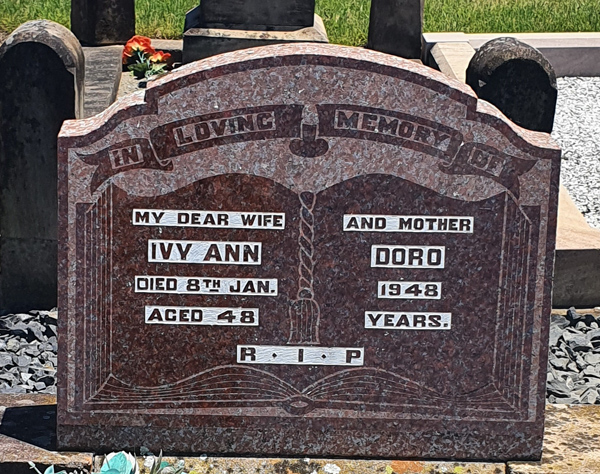 IN LOVING MEMORY OF
MY DEAR WIFE AND MOTHER
IVY ANN DORO
DIED 8TH JAN. 1948
AGED 48 YEARS.
R · I · P